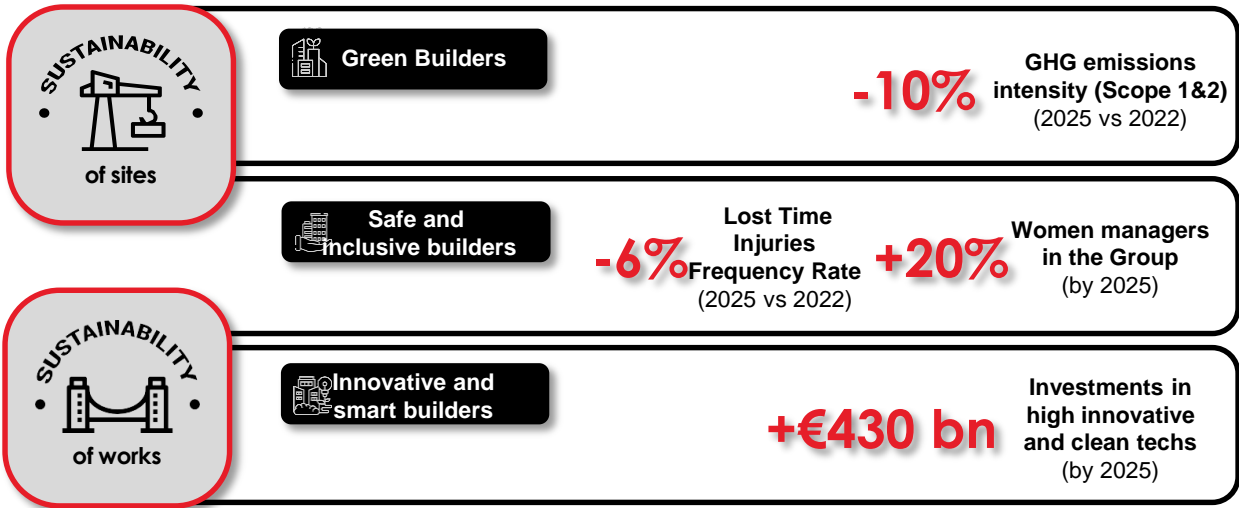 SUSTAINABILITY
of sites
Green Builders
-10%
GHG emissions
intensity (Scope 1&2)
(2025 vs 2022)
Safe and
inclusive builders
-6%
Lost Time
Injuries
Frequency Rate
(2025 vs 2022)
+20%
Women managers
in the Group
(by 2025)
SUSTAINABILITY
of works
Innovative and
smart builders
+€430 bn
Investments in
high innovative
and clean techs
(by 2025)